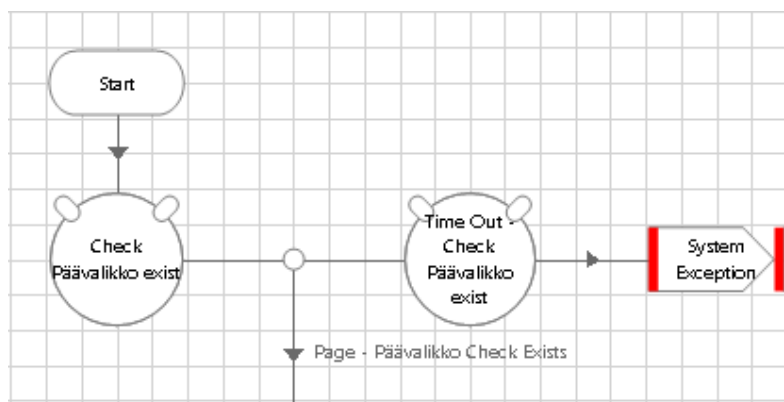 Start
Check
Päävalikko exist
Time Out -
Check
Päävalikko
exist
System
Exception
Page - Päävalikko Check Exists